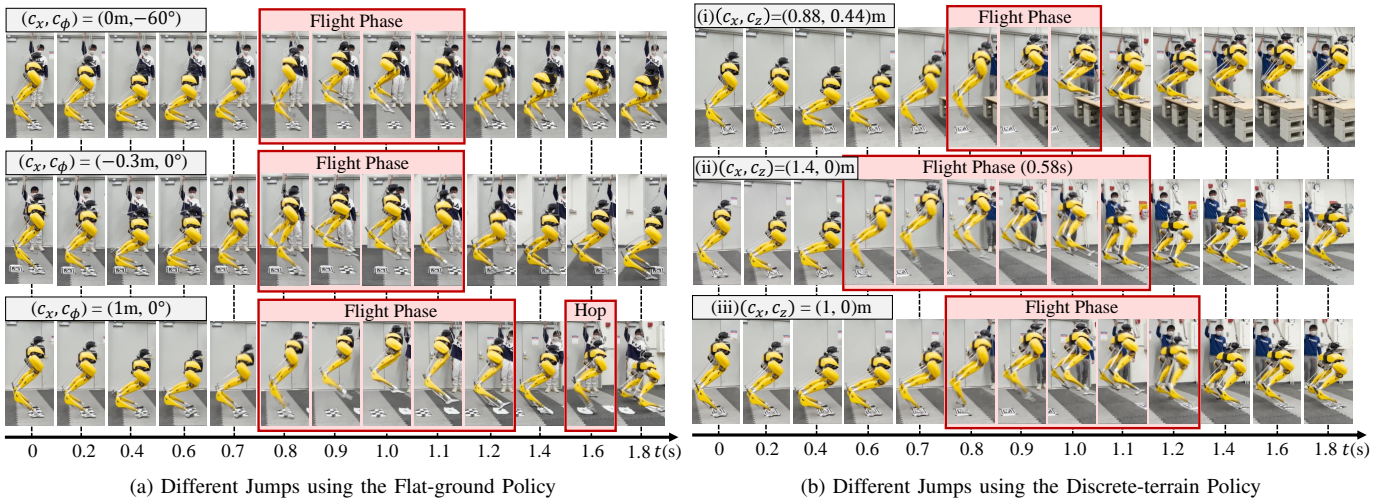 (c_x, c_ϕ) = (0m,−60°)
Flight Phase
(c_x, c_ϕ) = (−0.3m, 0°)
Flight Phase
(c_x, c_ϕ) = (1m, 0°)
Flight Phase
Hop
0 0.2 0.4 0.6 0.7 0.8 0.9 1.0 1.1 1.2 1.4 1.6 1.8 t(s)
(a) Different Jumps using the Flat-ground Policy
(i)(c_x, c_z)=(0.88, 0.44)m
Flight Phase
(ii)(c_x, c_z)=(1.4, 0)m
Flight Phase (0.58s)
(iii)(c_x, c_z) = (1, 0)m
Flight Phase
0 0.2 0.4 0.6 0.7 0.8 0.9 1.0 1.1 1.2 1.4 1.6 1.8 t(s)
(b) Different Jumps using the Discrete-terrain Policy